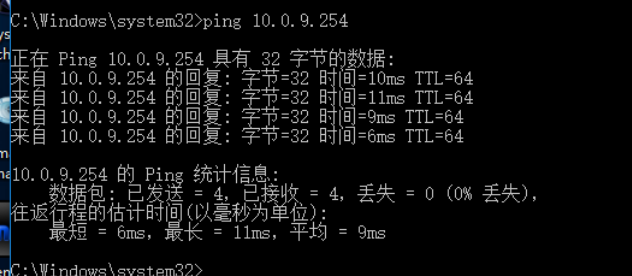 C:\Windows\system32>ping 10.0.9.254
正在 Ping 10.0.9.254 具有 32 字节的数据:
来自 10.0.9.254 的回复: 字节=32 时间=10ms TTL=64
来自 10.0.9.254 的回复: 字节=32 时间=11ms TTL=64
来自 10.0.9.254 的回复: 字节=32 时间=9ms TTL=64
来自 10.0.9.254 的回复: 字节=32 时间=6ms TTL=64
10.0.9.254 的 Ping 统计信息:
数据包: 已发送 = 4, 已接收 = 4, 丢失 = 0 (0% 丢失),
往返行程的估计时间(以毫秒为单位):
最短 = 6ms, 最长 = 11ms, 平均 = 9ms
C:\Windows\system32>